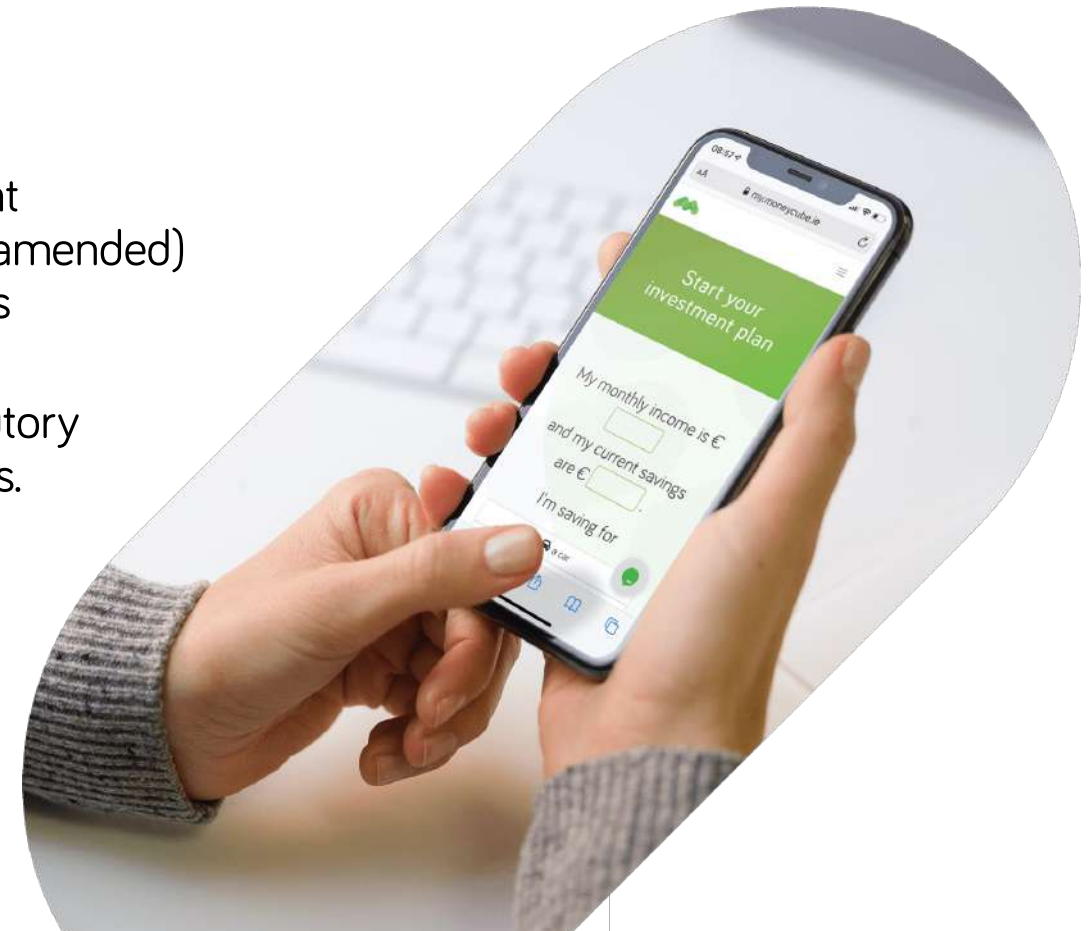 amended)
s
tory
s.
08:57
AA
my.moneycube.ie
Start your
investment plan
My monthly income is €
and my current savings
are € .
I'm saving for
a car